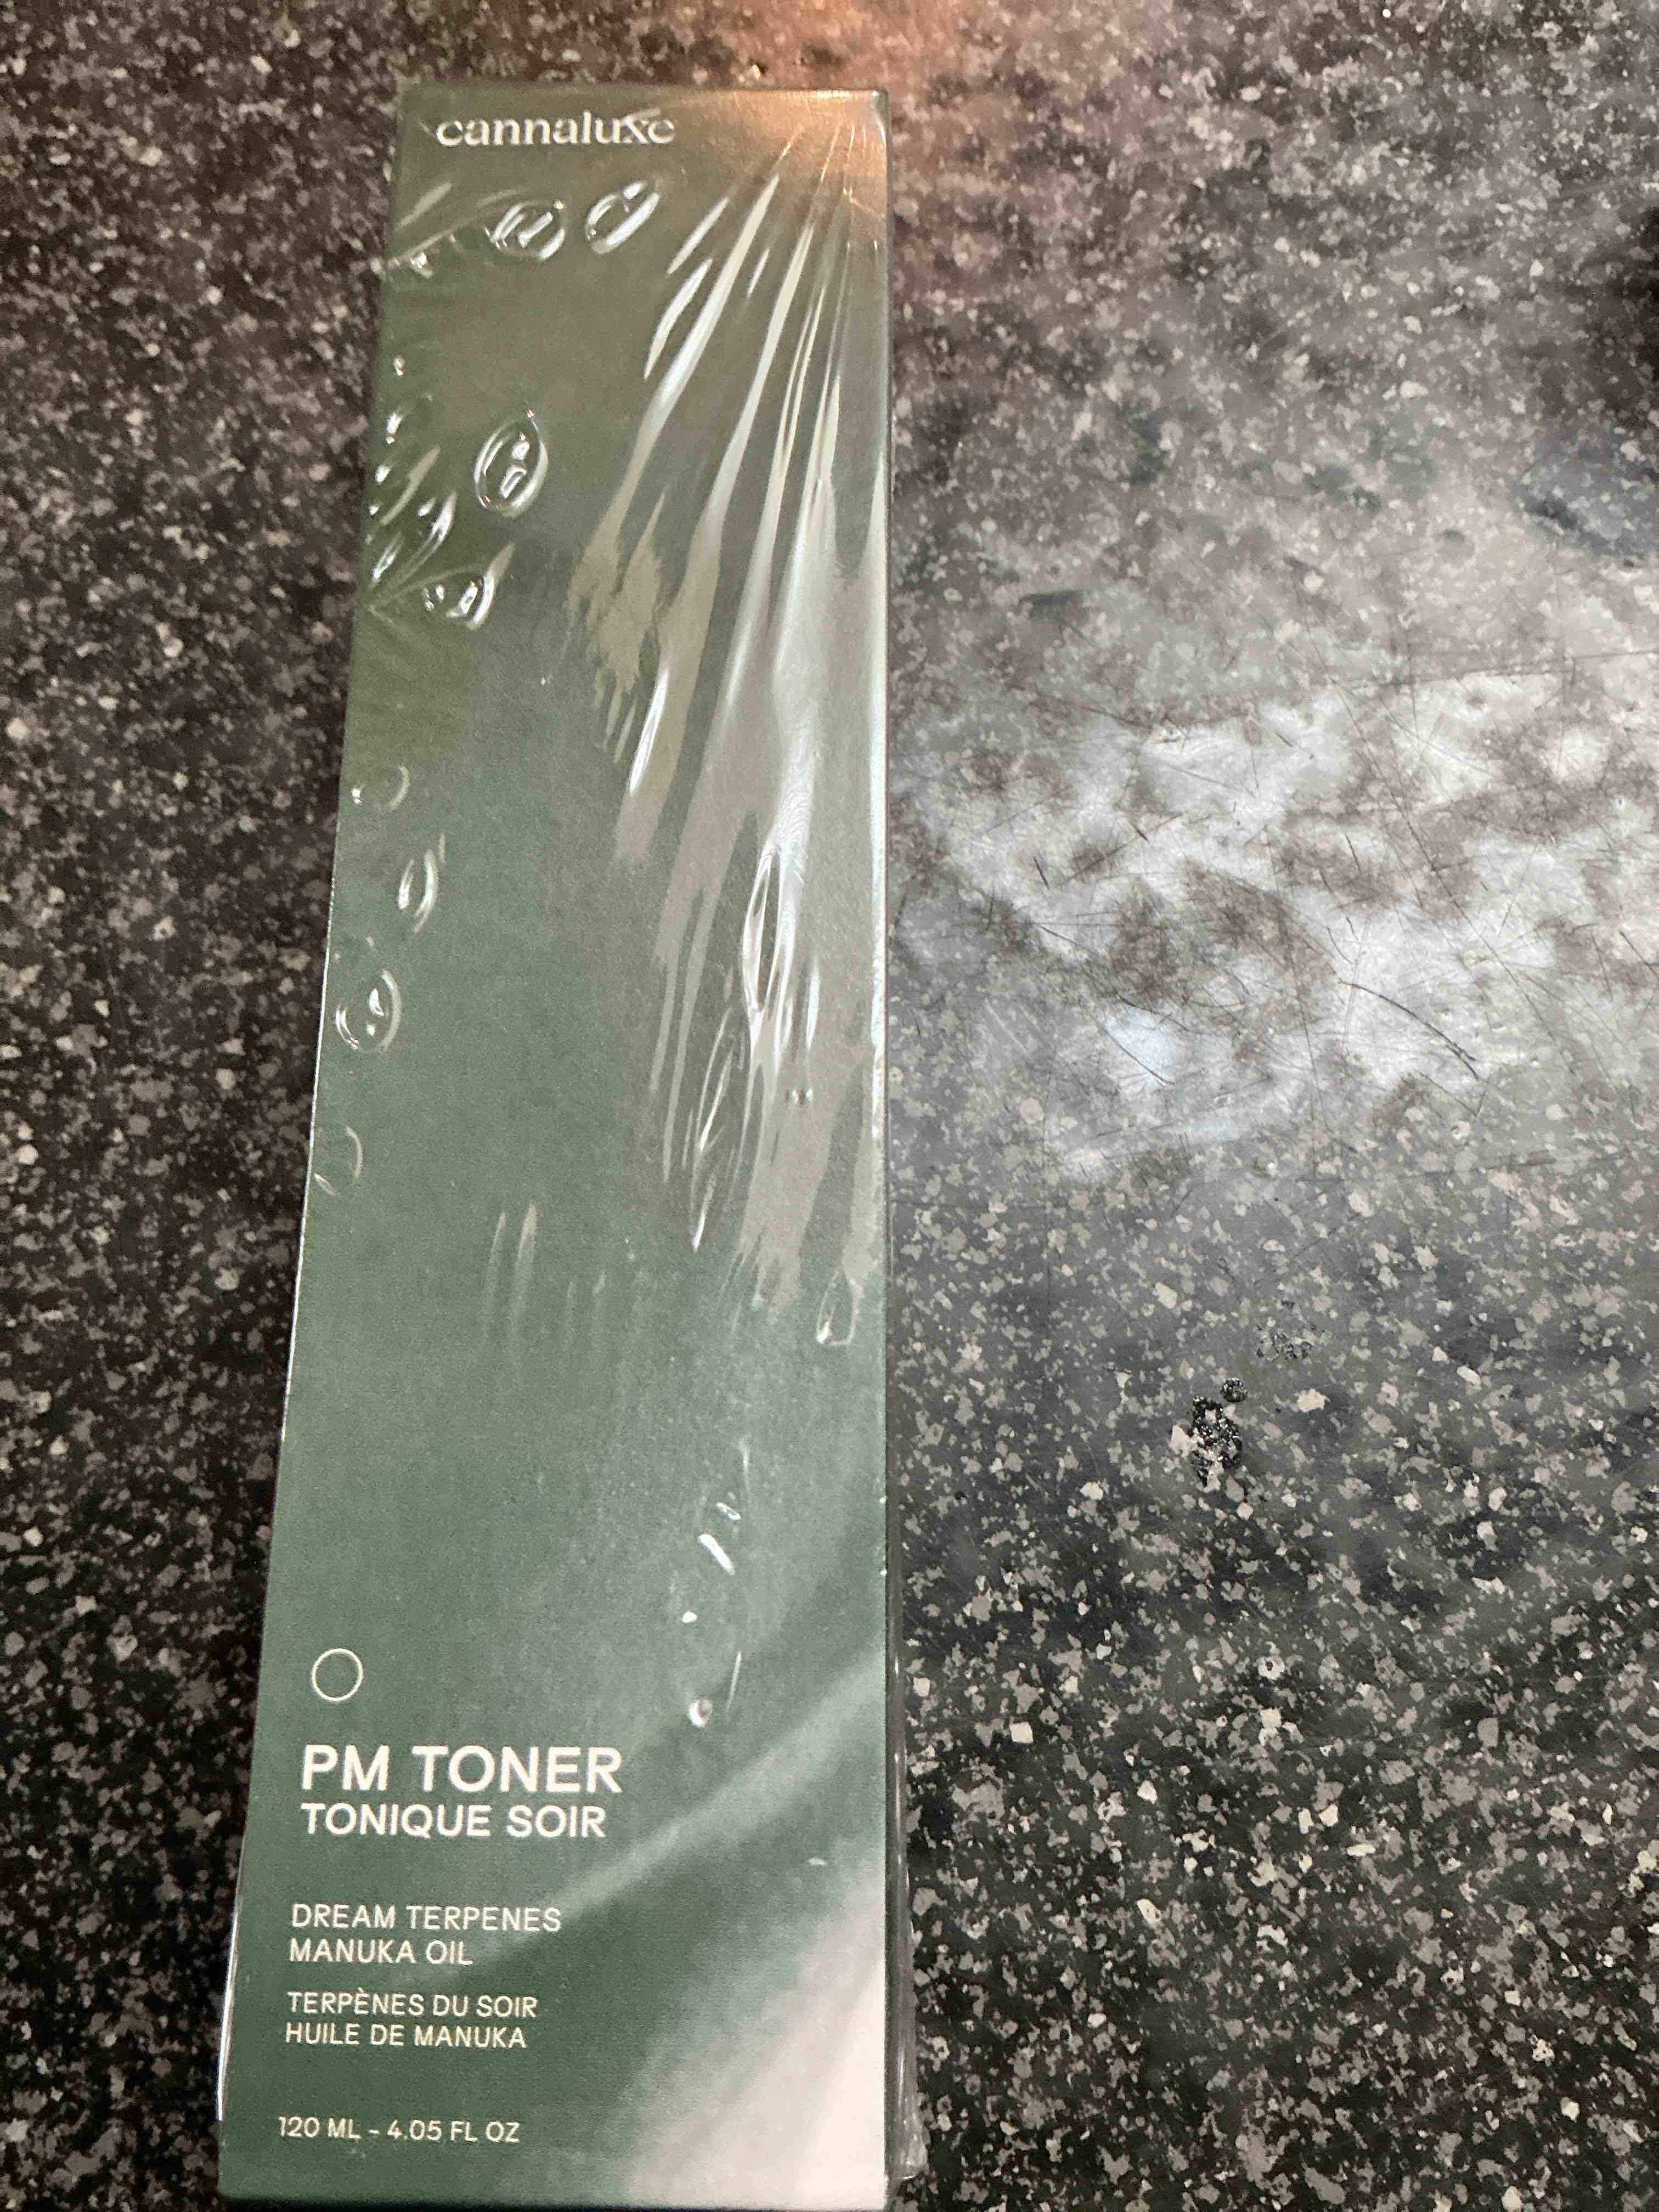 cannaluxe
PM TONER
TONIQUE SOIR
DREAM TERPENES
MANUKA OIL
TERPÈNES DU SOIR
HUILE DE MANUKA
120 ML - 4.05 FL OZ